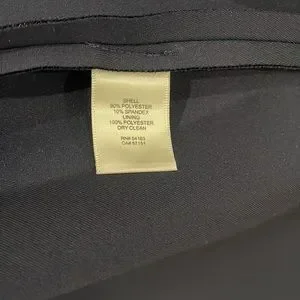 SHELL
90% POLYESTER
10% SPANDEX
LINING
100% POLYESTER
DRY CLEAN